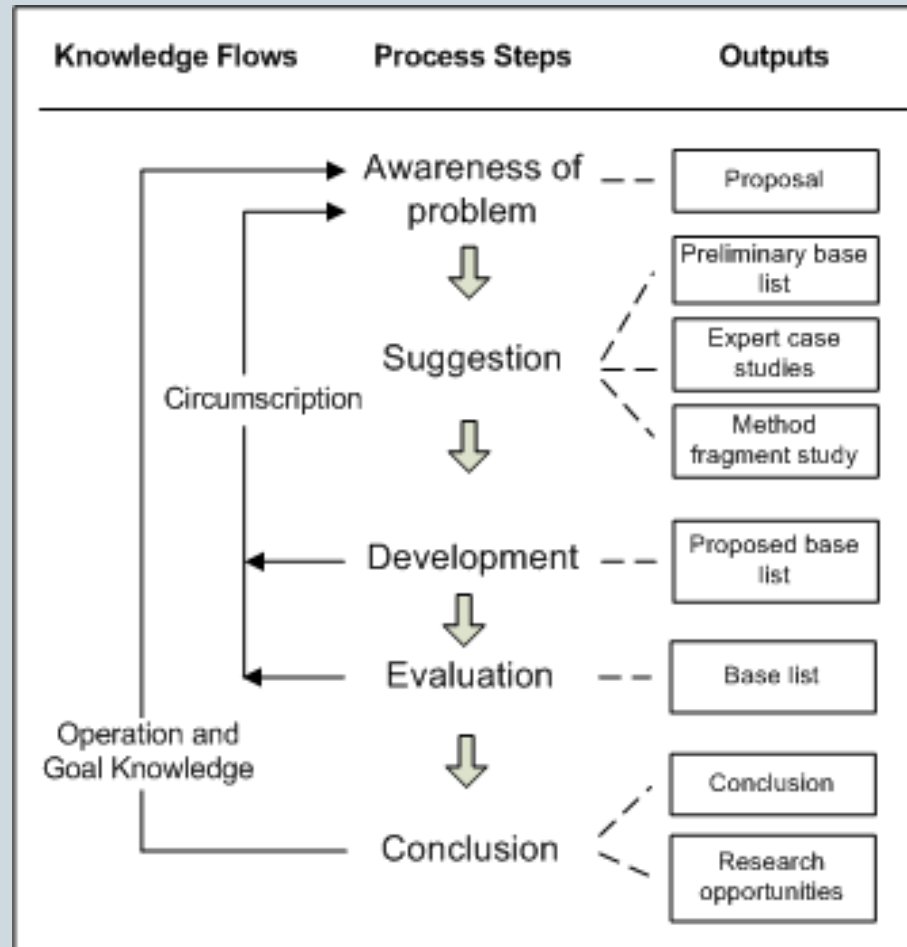 Knowledge Flows Process Steps Outputs
Awareness of
problem
Proposal
Preliminary base
list
Suggestion
Expert case
studies
Circumscription
Method
fragment study
Development
Proposed base
list
Evaluation
Base list
Operation and
Goal Knowledge
Conclusion
Conclusion
Research
opportunities